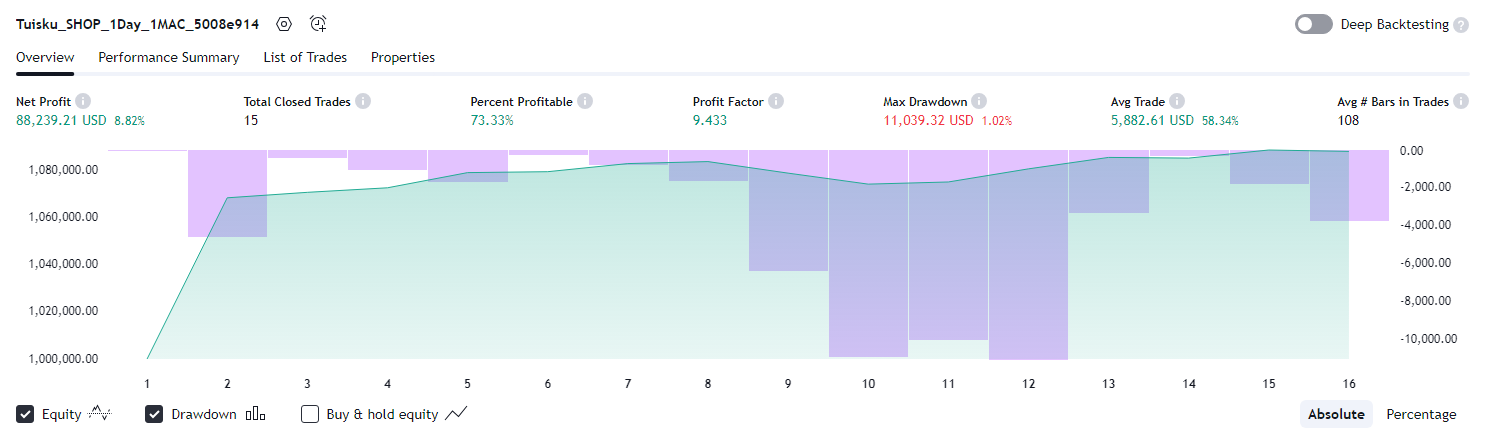 Tuisku_SHOP_1Day_1MAC_5008e914 Deep Backtesting ?
Overview Performance Summary List of Trades Properties
Net Profit i Total Closed Trades i Percent Profitable i Profit Factor i Max Drawdown i Avg Trade i Avg # Bars in Trades i
88,239.21 USD 8.82% 15 73.33% 9.433 11,039.32 USD 1.02% 5,882.61 USD 58.34% 108
0.00
1,080,000.00
-2,000.00
1,060,000.00
-4,000.00
1,040,000.00
-6,000.00
-8,000.00
1,020,000.00
-10,000.00
1,000,000.00
1 2 3 4 5 6 7 8 9 10 11 12 13 14 15 16
Equity Drawdown Buy & hold equity Absolute Percentage